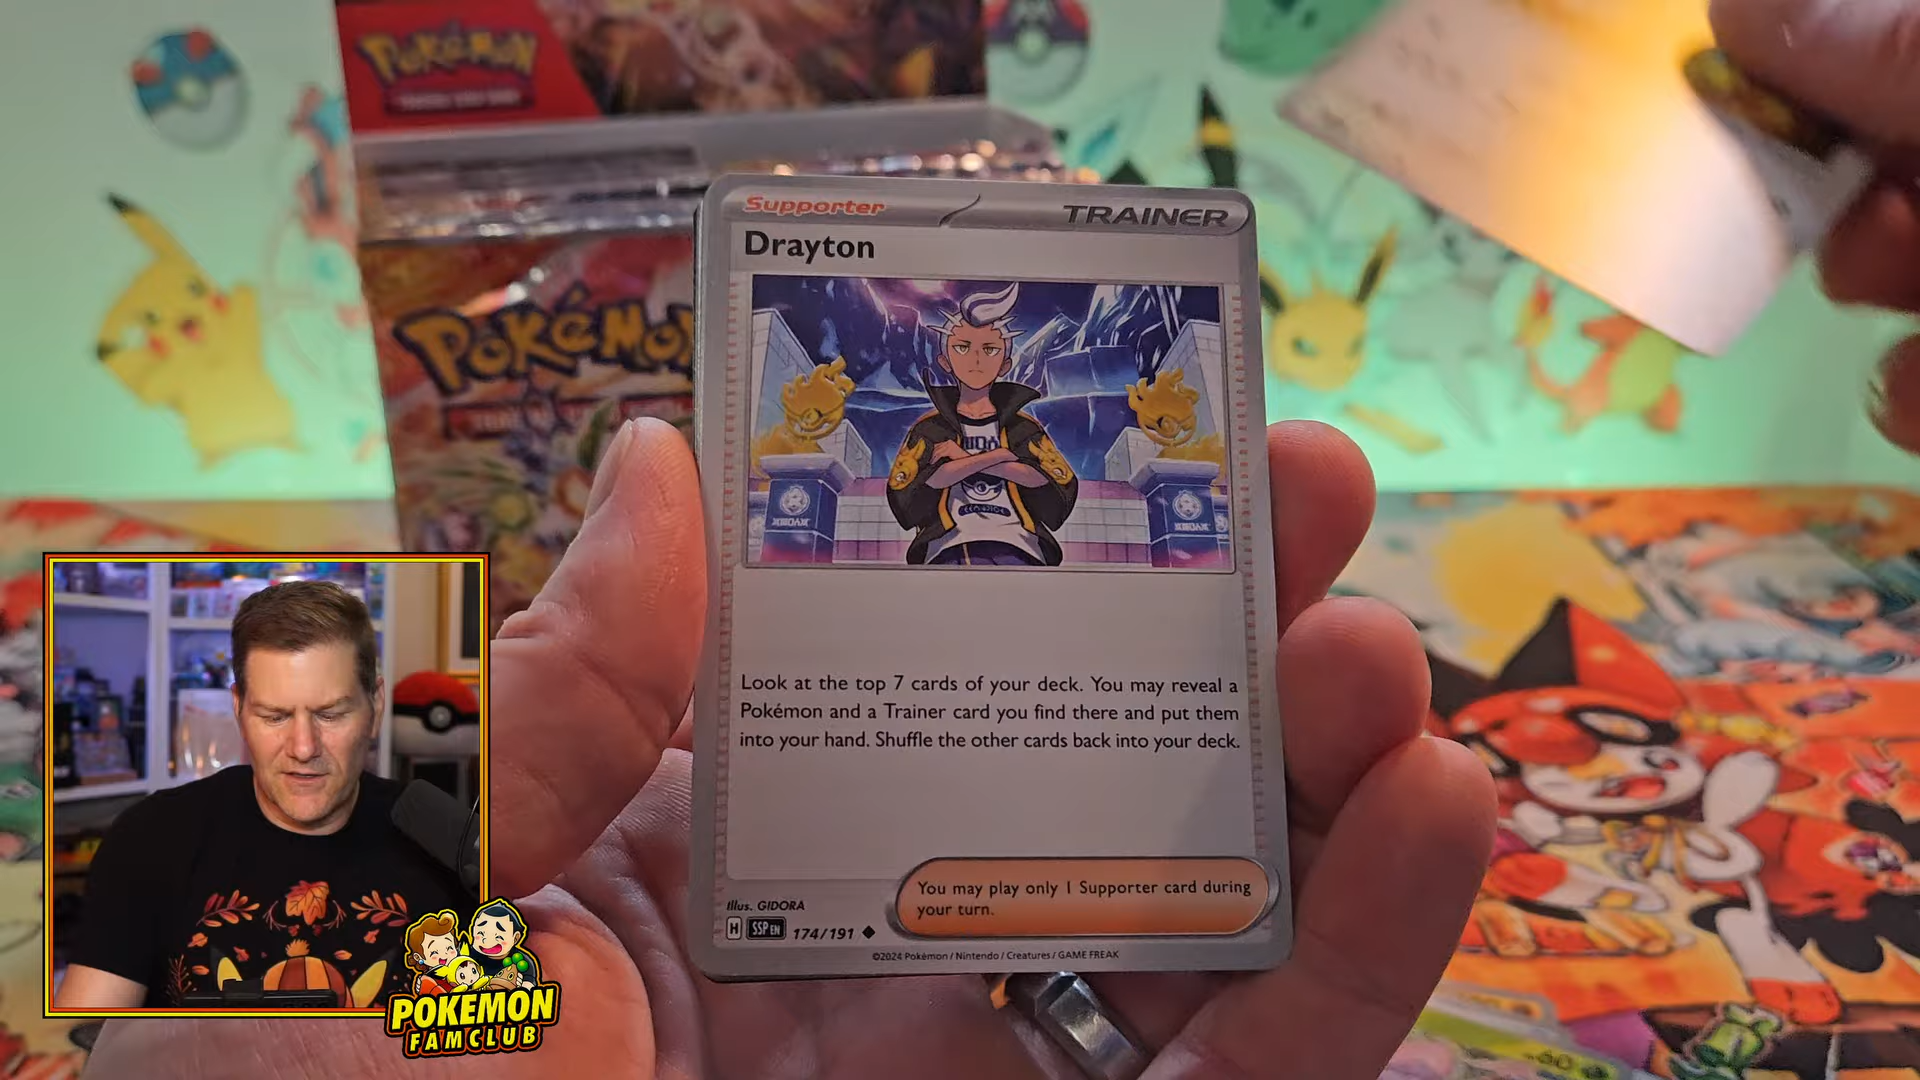 POKéMON
POKéMO
Supporter
TRAINER
Drayton
Look at the top 7 cards of your deck. You may reveal a
Pokémon and a Trainer card you find there and put them
into your hand. Shuffle the other cards back into your deck.
You may play only 1 Supporter card during
your turn.
Illus. GIDORA
H SSP EN 174/191
©2024 Pokémon / Nintendo / Creatures / GAME FREAK
POKEMON
FAMCLUB